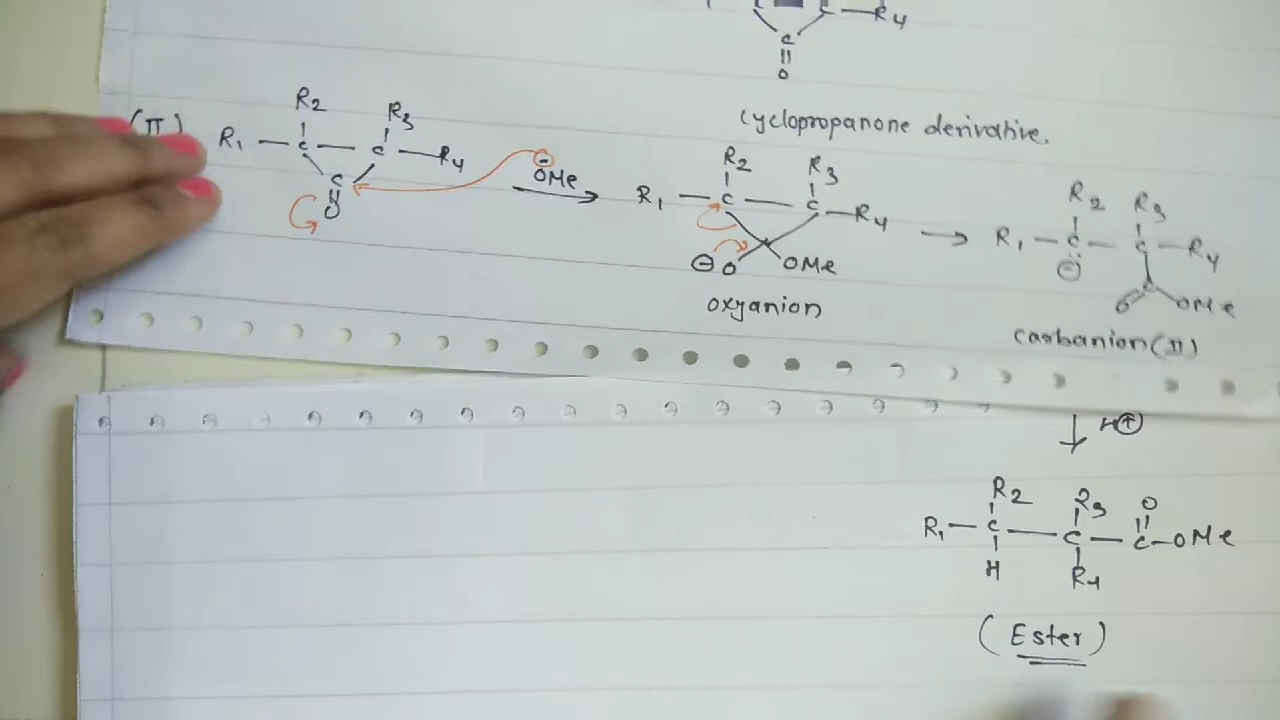 C — R4
C
O
Cyclopropanone derivative.
(II)
R2 R3
R1 — C — C — R4
C
O
⊖
OMe
R2 R3
R1 — C — C — R4
⊖ O OMe
oxyanion
R2 R3
R1 — C — C — R4
⊖
C
O OMe
carbanion (II)
H⊕
R2 R3 O
R1 — C — C — C — OMe
H R4
(Ester)